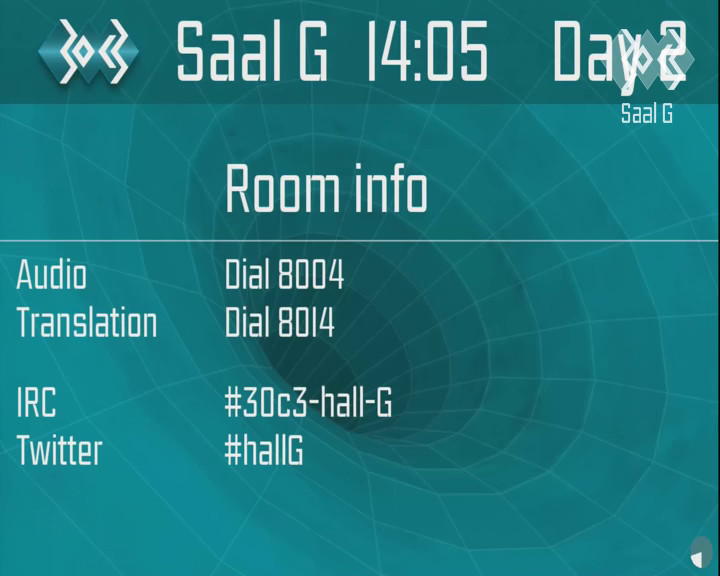 Saal G 14:05 Day 2
Saal G
Room info
Audio Dial 8004
Translation Dial 8014
IRC #30c3-hall-G
Twitter #hallG